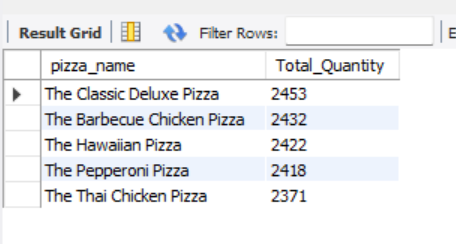 Result Grid Filter Rows: E
pizza_name Total_Quantity
The Classic Deluxe Pizza 2453
The Barbecue Chicken Pizza 2432
The Hawaiian Pizza 2422
The Pepperoni Pizza 2418
The Thai Chicken Pizza 2371